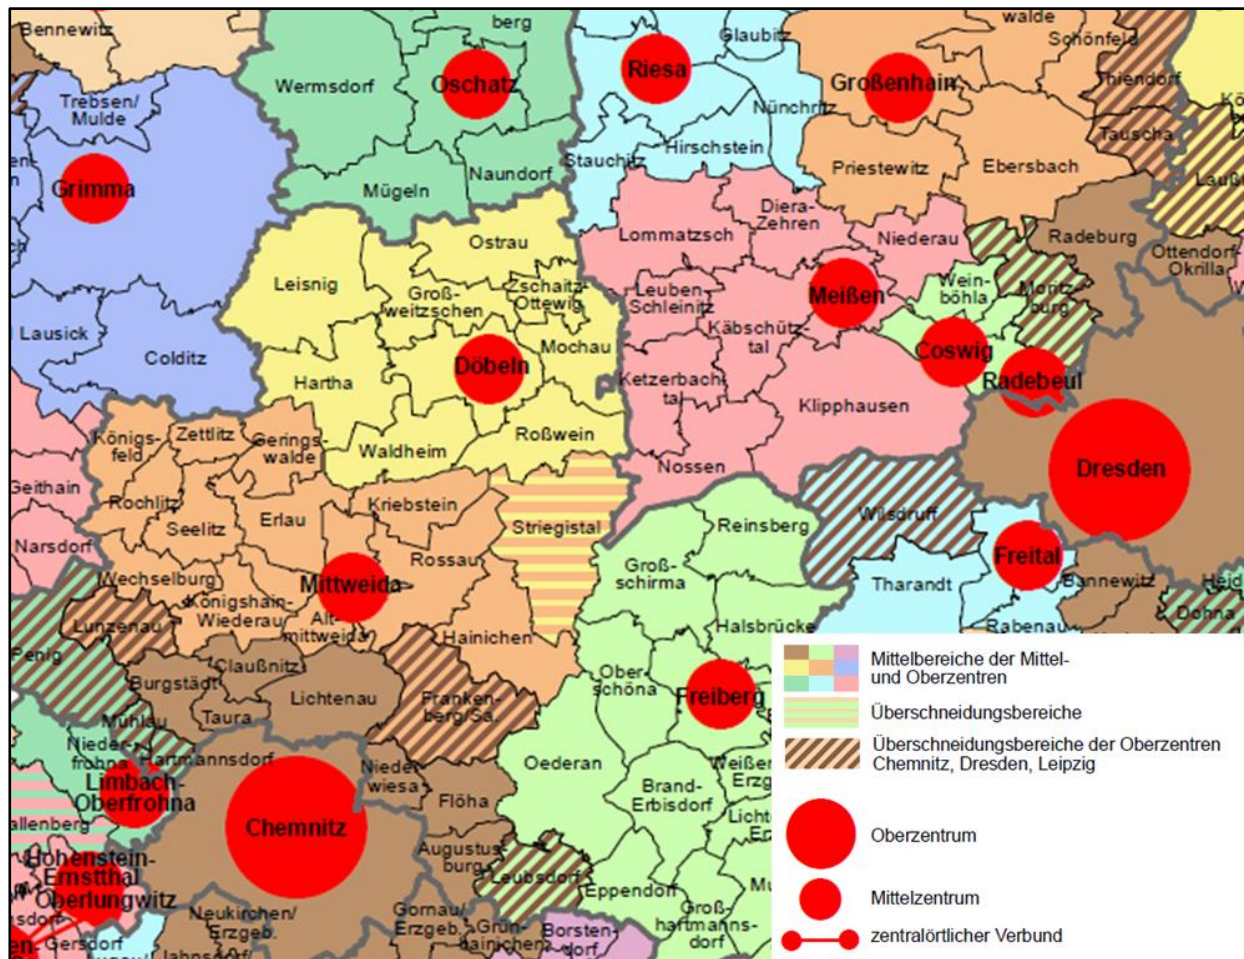 Bennewitz
berg
Glaubitz
walde
Schönfeld
Wermsdorf
Oschatz
Riesa
Großenhain
Thiendorf
Trebsen/
Mulde
Nünchritz
Tauscha
Stauchitz
Hirschstein
Priestewitz
Ebersbach
Grimma
Mügeln
Naundorf
Diera-
Zehren
Lommatzsch
Niederau
Radeburg
Ostrau
Ottendorf-
Okrilla
Leisnig
Groß-
weitzschen
Zschaitz-
Ottewig
Leuben-
Schleinitz
Meißen
Wein-
böhla
Moritz-
burg
Lausick
Colditz
Käbschütz-
tal
Mochau
Döbeln
Coswig
Hartha
Ketzerbach-
tal
Radebeul
Klipphausen
Königs-
feld
Zettlitz
Gerings-
walde
Waldheim
Roßwein
Nossen
Dresden
Geithain
Rochlitz
Kriebstein
Seelitz
Erlau
Striegistal
Reinsberg
Wilsdruff
Narsdorf
Rossau
Groß-
schirma
Freital
Wechselburg
Mittweida
Tharandt
Bannewitz
Königshain-
Wiederau
Alt-
mittweida
Hainichen
Halsbrücke
Rabenau
Dohna
Lunzenau
Penig
Claußnitz
Burgstädt
Lichtenau
Franken-
berg/Sa.
Ober-
schöna
Freiberg
Taura
Mühlau
Nieder-
frohna
Hartmannsdorf
Limbach-
Oberfrohna
Nieder-
wiesa
Flöha
Oederan
Brand-
Erbisdorf
Chemnitz
Augustus-
burg
Leubsdorf
Eppendorf
Hohenstein-
Ernstthal
Oberlungwitz
Neukirchen/
Erzgeb.
Gornau/
Erzgeb.
Grün-
hainichen
Borsten-
dorf
Groß-
hartmanns-
dorf
Gersdorf
Mittelbereiche der Mittel-
und Oberzentren
Überschneidungsbereiche
Überschneidungsbereiche der Oberzentren
Chemnitz, Dresden, Leipzig
Oberzentrum
Mittelzentrum
zentralörtlicher Verbund